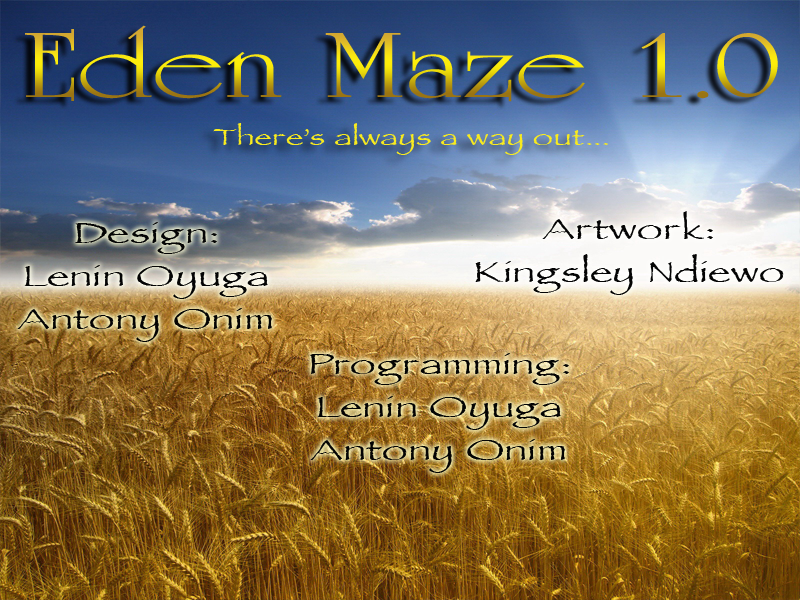 Eden Maze 1.0
There's always a way out...
Design:
Lenin Oyuga
Antony Onim
Artwork:
Kingsley Ndiewo
Programming:
Lenin Oyuga
Antony Onim